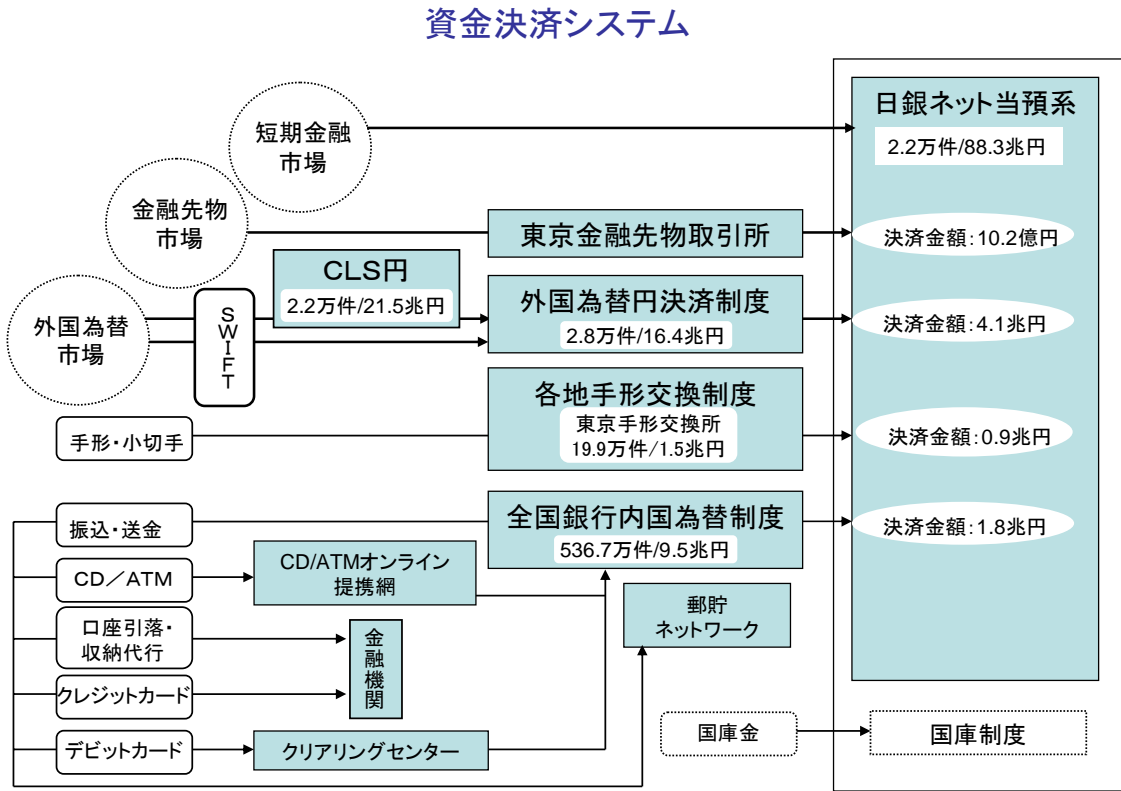 資金決済システム
短期金融
市場
日銀ネット当預系
2.2万件/88.3兆円
金融先物
市場
東京金融先物取引所
決済金額:10.2億円
CLS円
2.2万件/21.5兆円
外国為替
市場
SWIFT
外国為替円決済制度
2.8万件/16.4兆円
決済金額:4.1兆円
手形・小切手
各地手形交換制度
東京手形交換所
19.9万件/1.5兆円
決済金額:0.9兆円
振込・送金
全国銀行内国為替制度
536.7万件/9.5兆円
決済金額:1.8兆円
CD/ATM
CD/ATMオンライン
提携網
郵貯
ネットワーク
口座引落・
収納代行
金融機関
クレジットカード
デビットカード
クリアリングセンター
国庫金
国庫制度